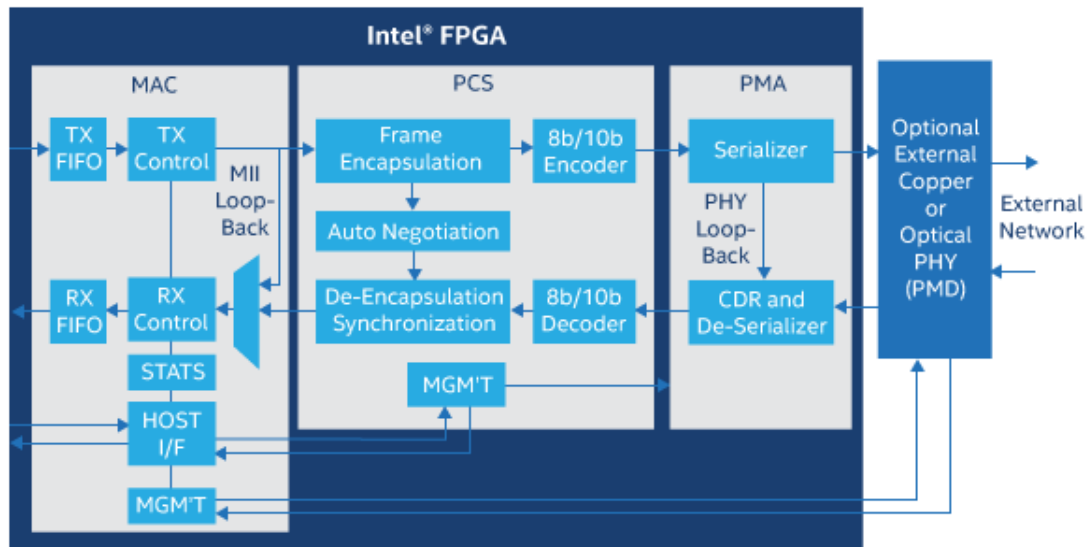 Intel® FPGA
MAC
PCS
PMA
TX
FIFO
TX
Control
MII
Loop-
Back
Frame
Encapsulation
8b/10b
Encoder
Serializer
Optional
External
Copper
or
Optical
PHY
(PMD)
External
Network
Auto Negotiation
PHY
Loop-
Back
RX
FIFO
RX
Control
De-Encapsulation
Synchronization
8b/10b
Decoder
CDR and
De-Serializer
STATS
MGM'T
HOST
I/F
MGM'T